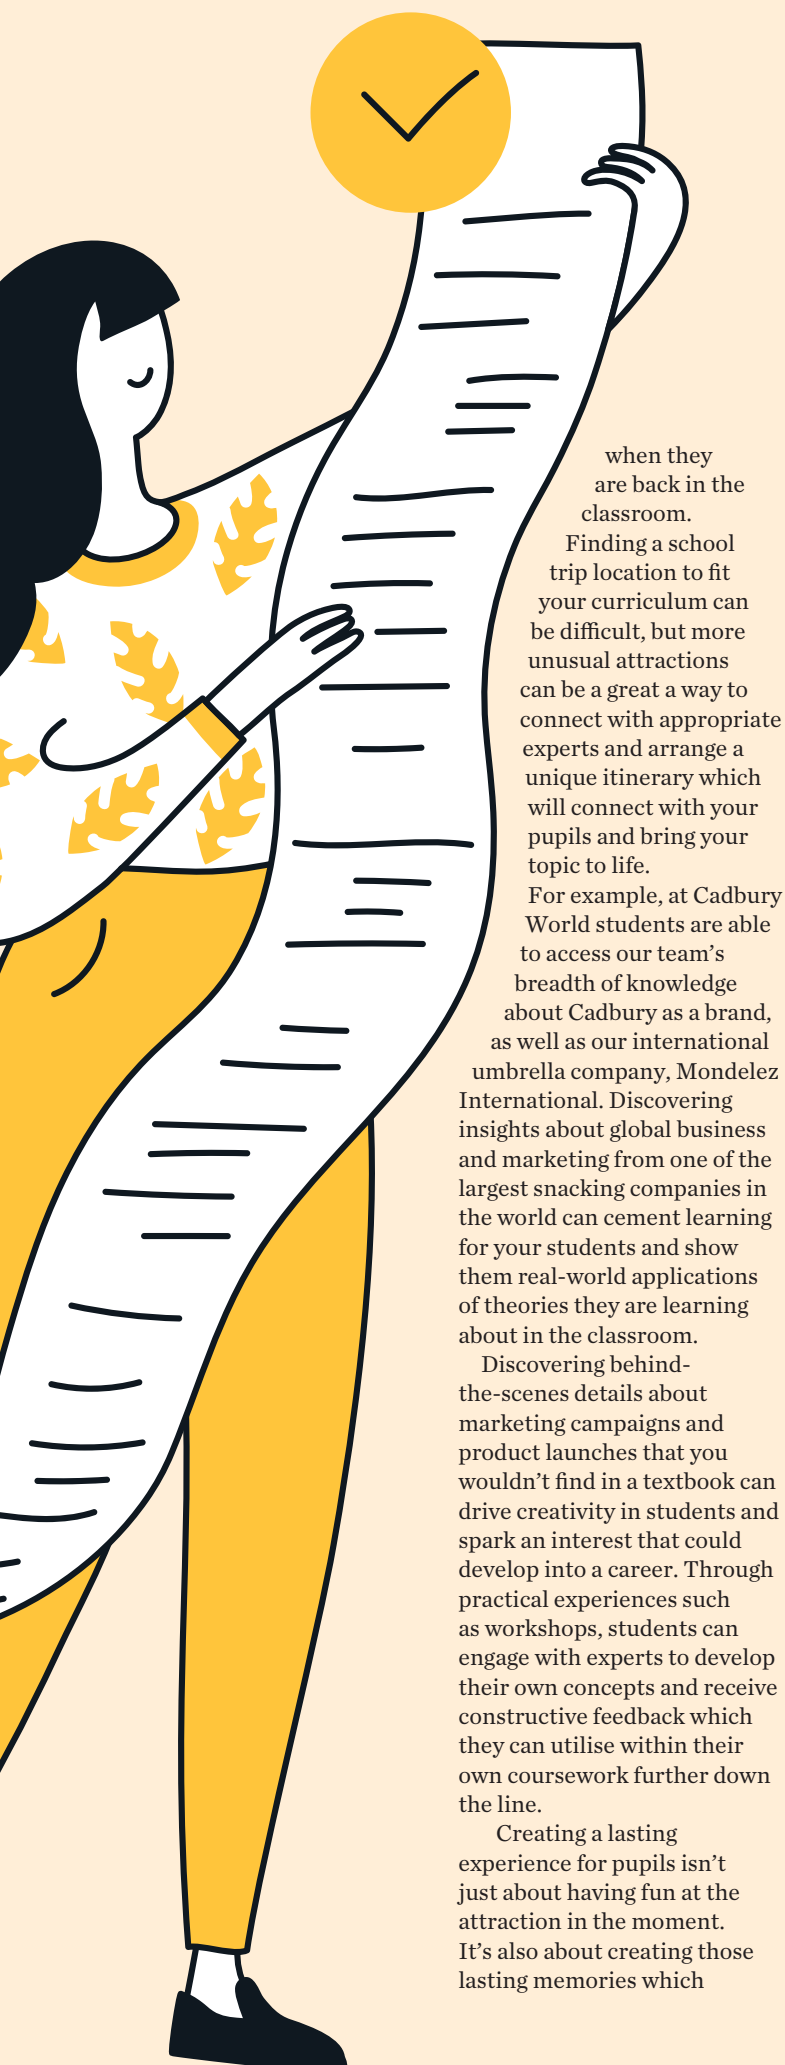 when they
are back in the
classroom.
Finding a school
trip location to fit
your curriculum can
be difficult, but more
unusual attractions
can be a great a way to
connect with appropriate
experts and arrange a
unique itinerary which
will connect with your
pupils and bring your
topic to life.
For example, at Cadbury
World students are able
to access our team’s
breadth of knowledge
about Cadbury as a brand,
as well as our international
umbrella company, Mondelez
International. Discovering
insights about global business
and marketing from one of the
largest snacking companies in
the world can cement learning
for your students and show
them real-world applications
of theories they are learning
about in the classroom.
Discovering behind-
the-scenes details about
marketing campaigns and
product launches that you
wouldn’t find in a textbook can
drive creativity in students and
spark an interest that could
develop into a career. Through
practical experiences such
as workshops, students can
engage with experts to develop
their own concepts and receive
constructive feedback which
they can utilise within their
own coursework further down
the line.
Creating a lasting
experience for pupils isn’t
just about having fun at the
attraction in the moment.
It’s also about creating those
lasting memories which